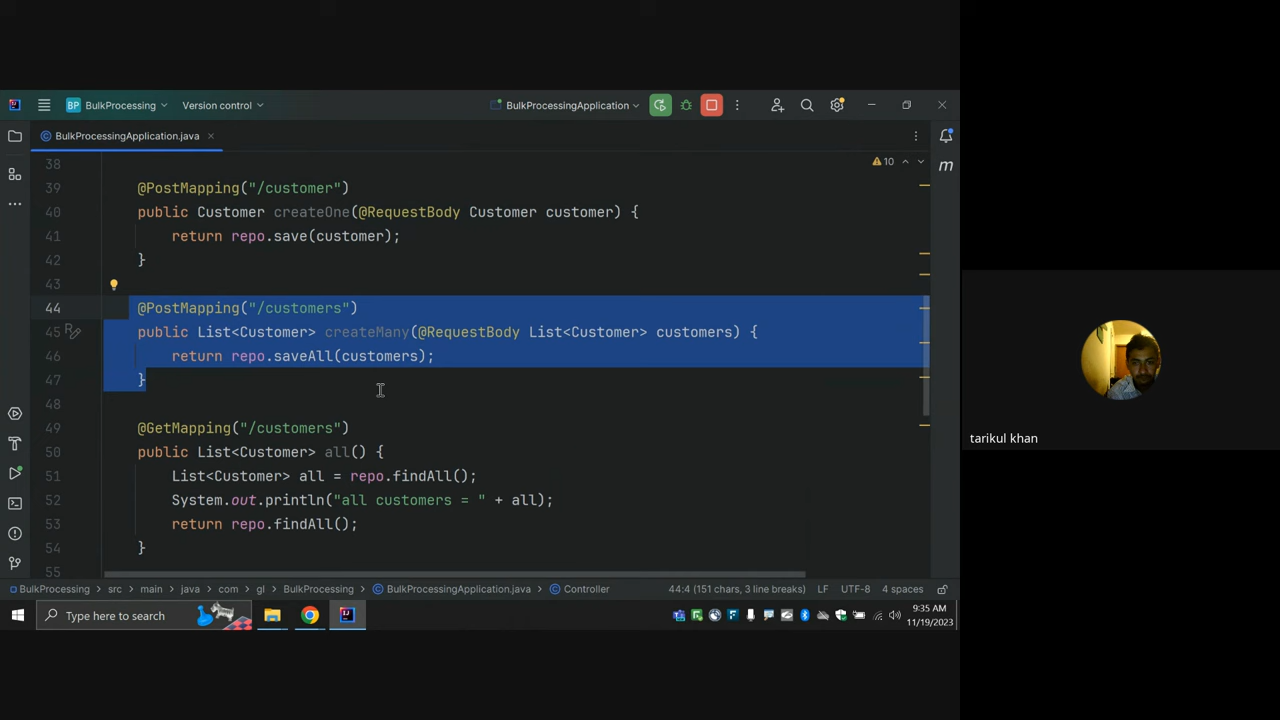 BP BulkProcessing Version control BulkProcessingApplication
BulkProcessingApplication.java
10
38
39 @PostMapping("/customer")
40 public Customer createOne(@RequestBody Customer customer) {
41 return repo.save(customer);
42 }
43
44 @PostMapping("/customers")
45 public List<Customer> createMany(@RequestBody List<Customer> customers) {
46 return repo.saveAll(customers);
47 }
48
49 @GetMapping("/customers")
50 public List<Customer> all() {
51 List<Customer> all = repo.findAll();
52 System.out.println("all customers = " + all);
53 return repo.findAll();
54 }
55
m
tarikul khan
BulkProcessing src main java com gl BulkProcessing BulkProcessingApplication.java Controller 44:4 (151 chars, 3 line breaks) LF UTF-8 4 spaces
Type here to search
9:35 AM
11/19/2023